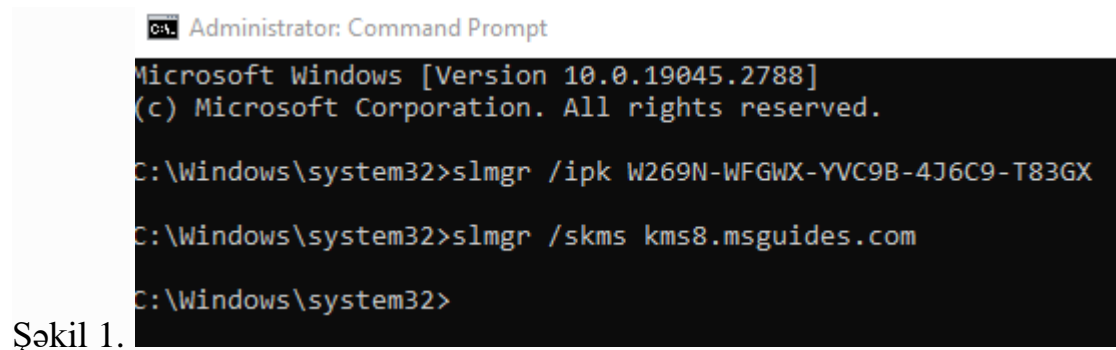 Administrator: Command Prompt
Microsoft Windows [Version 10.0.19045.2788]
(c) Microsoft Corporation. All rights reserved.
C:\Windows\system32>slmgr /ipk W269N-WFGWX-YVC9B-4J6C9-T83GX
C:\Windows\system32>slmgr /skms kms8.msguides.com
C:\Windows\system32>
Şəkil 1.